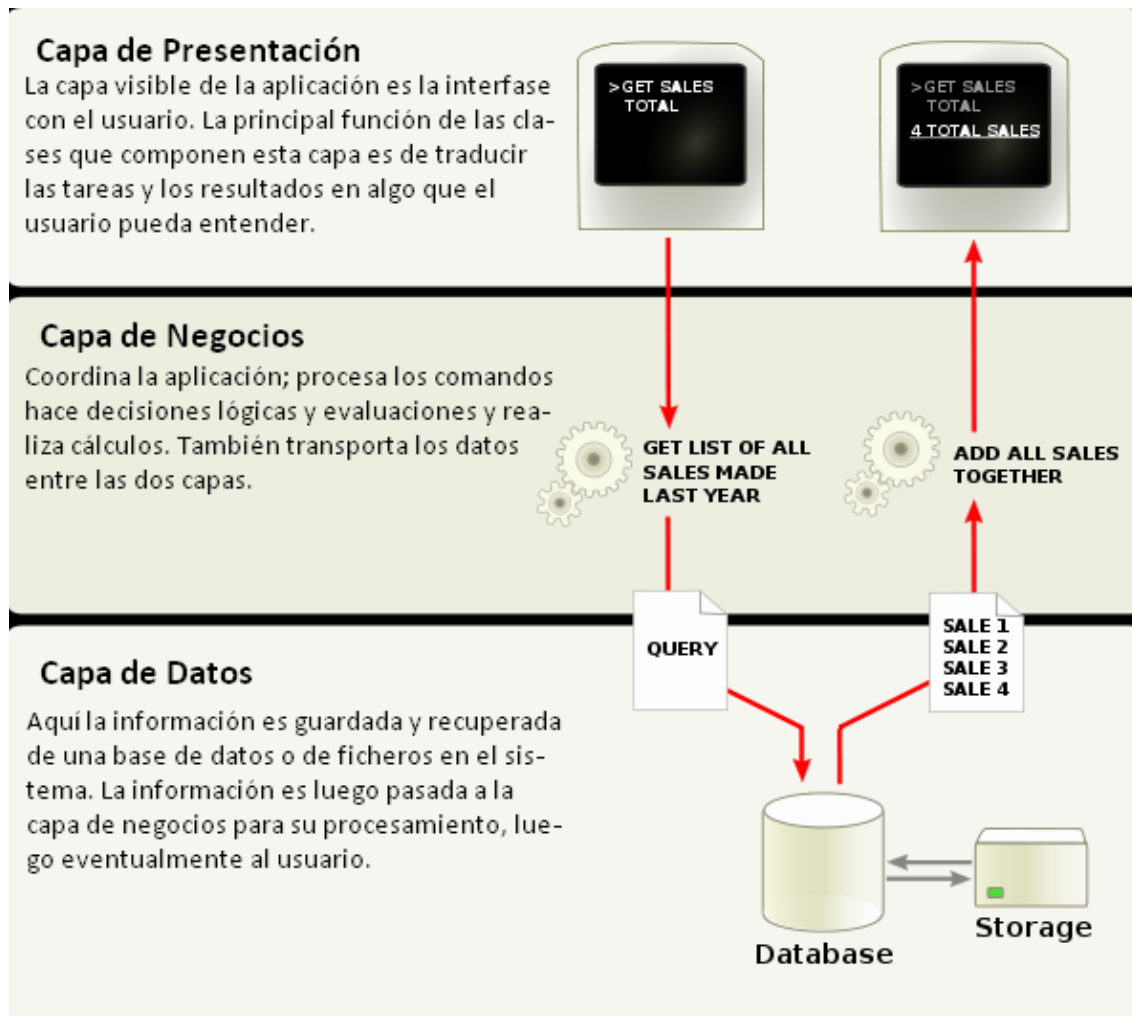 Capa de Presentación
La capa visible de la aplicación es la interfase
con el usuario. La principal función de las cla-
ses que componen esta capa es de traducir
las tareas y los resultados en algo que el
usuario pueda entender.
>GET SALES
TOTAL
>GET SALES
TOTAL
4 TOTAL SALES
Capa de Negocios
Coordina la aplicación; procesa los comandos
hace decisiones lógicas y evaluaciones y rea-
liza cálculos. También transporta los datos
entre las dos capas.
GET LIST OF ALL
SALES MADE
LAST YEAR
ADD ALL SALES
TOGETHER
Capa de Datos
Aquí la información es guardada y recuperada
de una base de datos o de ficheros en el sis-
tema. La información es luego pasada a la
capa de negocios para su procesamiento, lue-
go eventualmente al usuario.
QUERY
SALE 1
SALE 2
SALE 3
SALE 4
Database
Storage